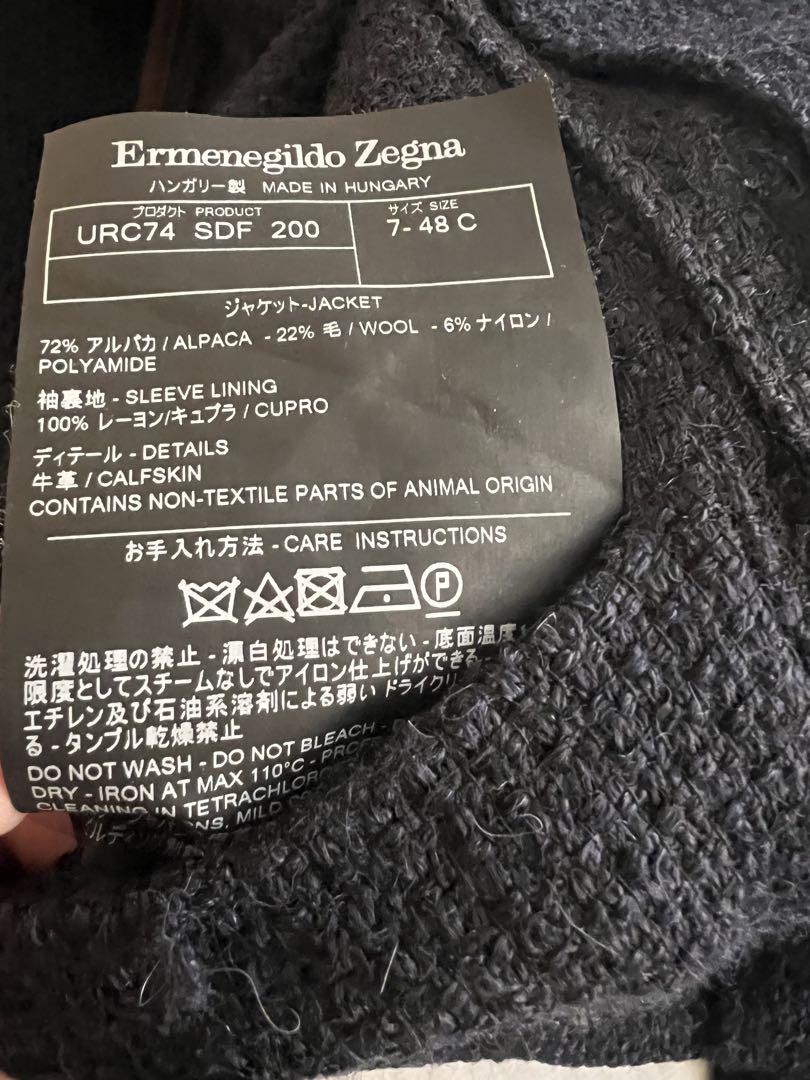 Ermenegildo Zegna
ハンガリー製 MADE IN HUNGARY
プロダクト PRODUCT
URC74 SDF 200
サイズ SIZE
7- 48 C
ジャケット-JACKET
72% アルパカ / ALPACA - 22% 毛 / WOOL - 6% ナイロン /
POLYAMIDE
袖裏地 - SLEEVE LINING
100% レーヨン/キュプラ / CUPRO
ディテール - DETAILS
牛革 / CALFSKIN
CONTAINS NON-TEXTILE PARTS OF ANIMAL ORIGIN
お手入れ方法 - CARE INSTRUCTIONS
P
洗濯処理の禁止 - 漂白処理はできない - 底面温度
限度としてスチームなしでアイロン仕上げができる -
エチレン及び石油系溶剤による弱い ドライクリ
る - タンブル乾燥禁止
DO NOT WASH - DO NOT BLEACH -
DRY - IRON AT MAX 110°C -
CLEANING IN
MILD